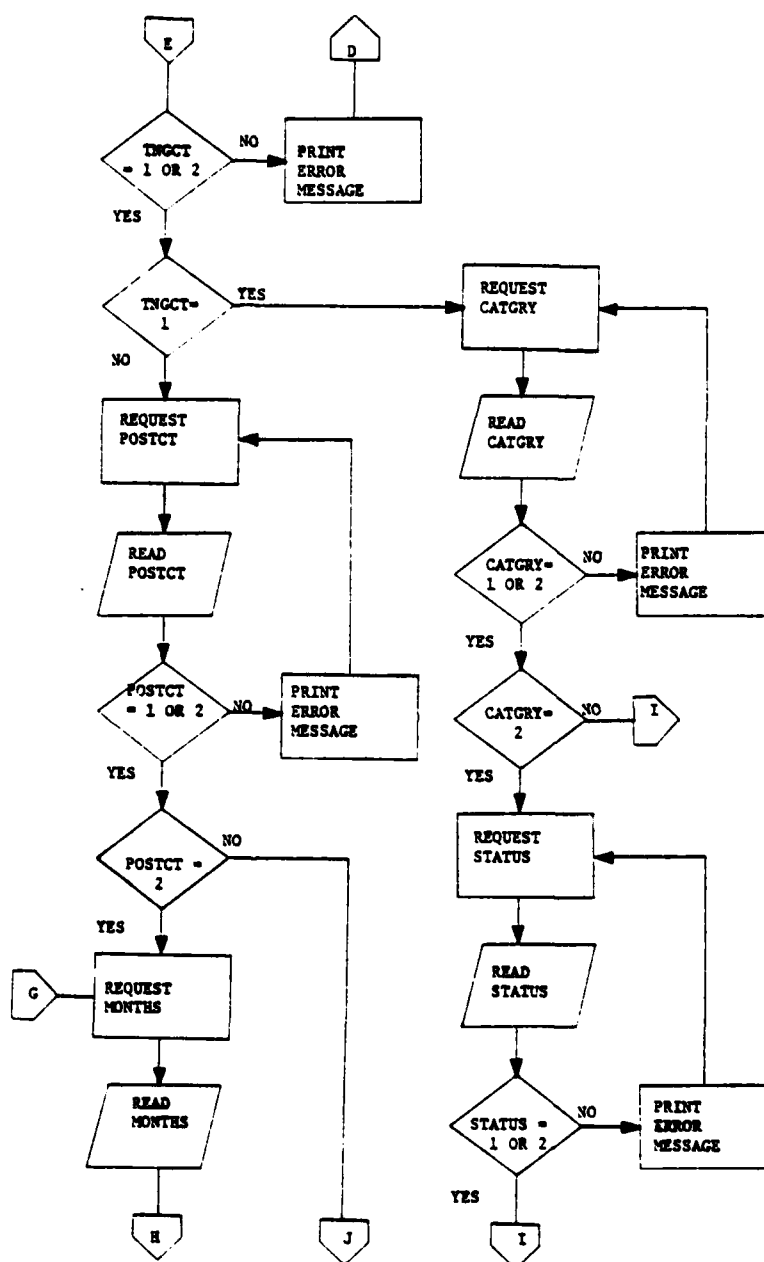 E
D
TNGCT
= 1 OR 2
NO
PRINT
ERROR
MESSAGE
YES
TNGCT=
1
YES
NO
REQUEST
CATGRY
REQUEST
POSTCT
READ
CATGRY
READ
POSTCT
CATGRY=
1 OR 2
NO
PRINT
ERROR
MESSAGE
YES
POSTCT
= 1 OR 2
NO
PRINT
ERROR
MESSAGE
YES
CATGRY=
2
NO
I
YES
POSTCT =
2
NO
YES
REQUEST
STATUS
G
REQUEST
MONTHS
READ
STATUS
READ
MONTHS
STATUS =
1 OR 2
NO
PRINT
ERROR
MESSAGE
YES
H
J
I